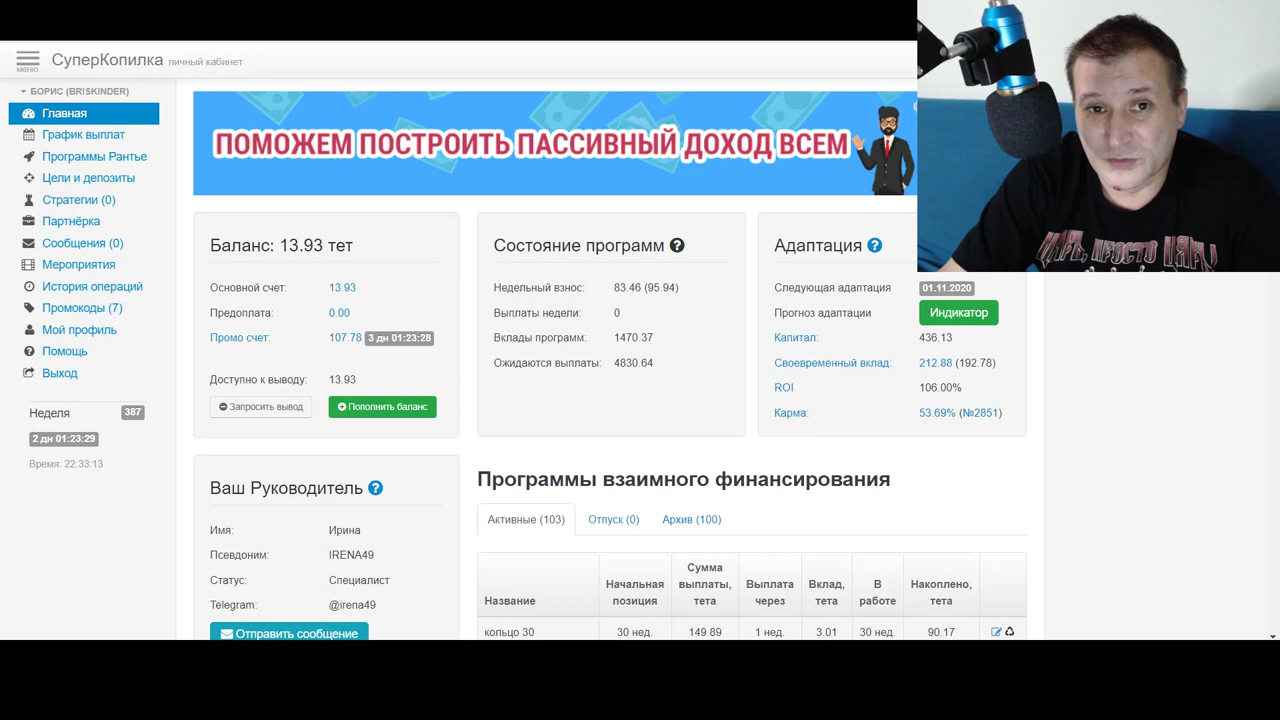 СуперКопилка личный кабинет
меню
БОРИС (BRISKINDER)
Главная
График выплат
Программы Рантье
Цели и депозиты
Стратегии (0)
Партнёрка
Сообщения (0)
Мероприятия
История операций
Промокоды (7)
Мой профиль
Помощь
Выход
Неделя 387
2 дн 01:23:29
Время: 22:33:13
ПОМОЖЕМ ПОСТРОИТЬ ПАССИВНЫЙ ДОХОД ВСЕМ
Баланс: 13.93 тет
Основной счет: 13.93
Предоплата: 0.00
Промо счет: 107.78 3 дн 01:23:28
Доступно к выводу: 13.93
Запросить вывод Пополнить баланс
Состояние программ
Недельный взнос: 83.46 (95.94)
Выплаты недели: 0
Вклады программ: 1470.37
Ожидаются выплаты: 4830.64
Адаптация
Следующая адаптация 01.11.2020
Прогноз адаптации Индикатор
Капитал: 436.13
Своевременный вклад: 212.88 (192.78)
ROI 106.00%
Карма: 53.69% (№2851)
Ваш Руководитель
Имя: Ирина
Псевдоним: IRENA49
Статус: Специалист
Telegram: @irena49
Отправить сообщение
Программы взаимного финансирования
Активные (103) Отпуск (0) Архив (100)
Название Начальная позиция Сумма выплаты, тета Выплата через Вклад, тета В работе Накоплено, тета
кольцо 30 30 нед. 149.89 1 нед. 3.01 30 нед. 90.17
ЦАРЬ, ПРОСТО ЦАРЬ!